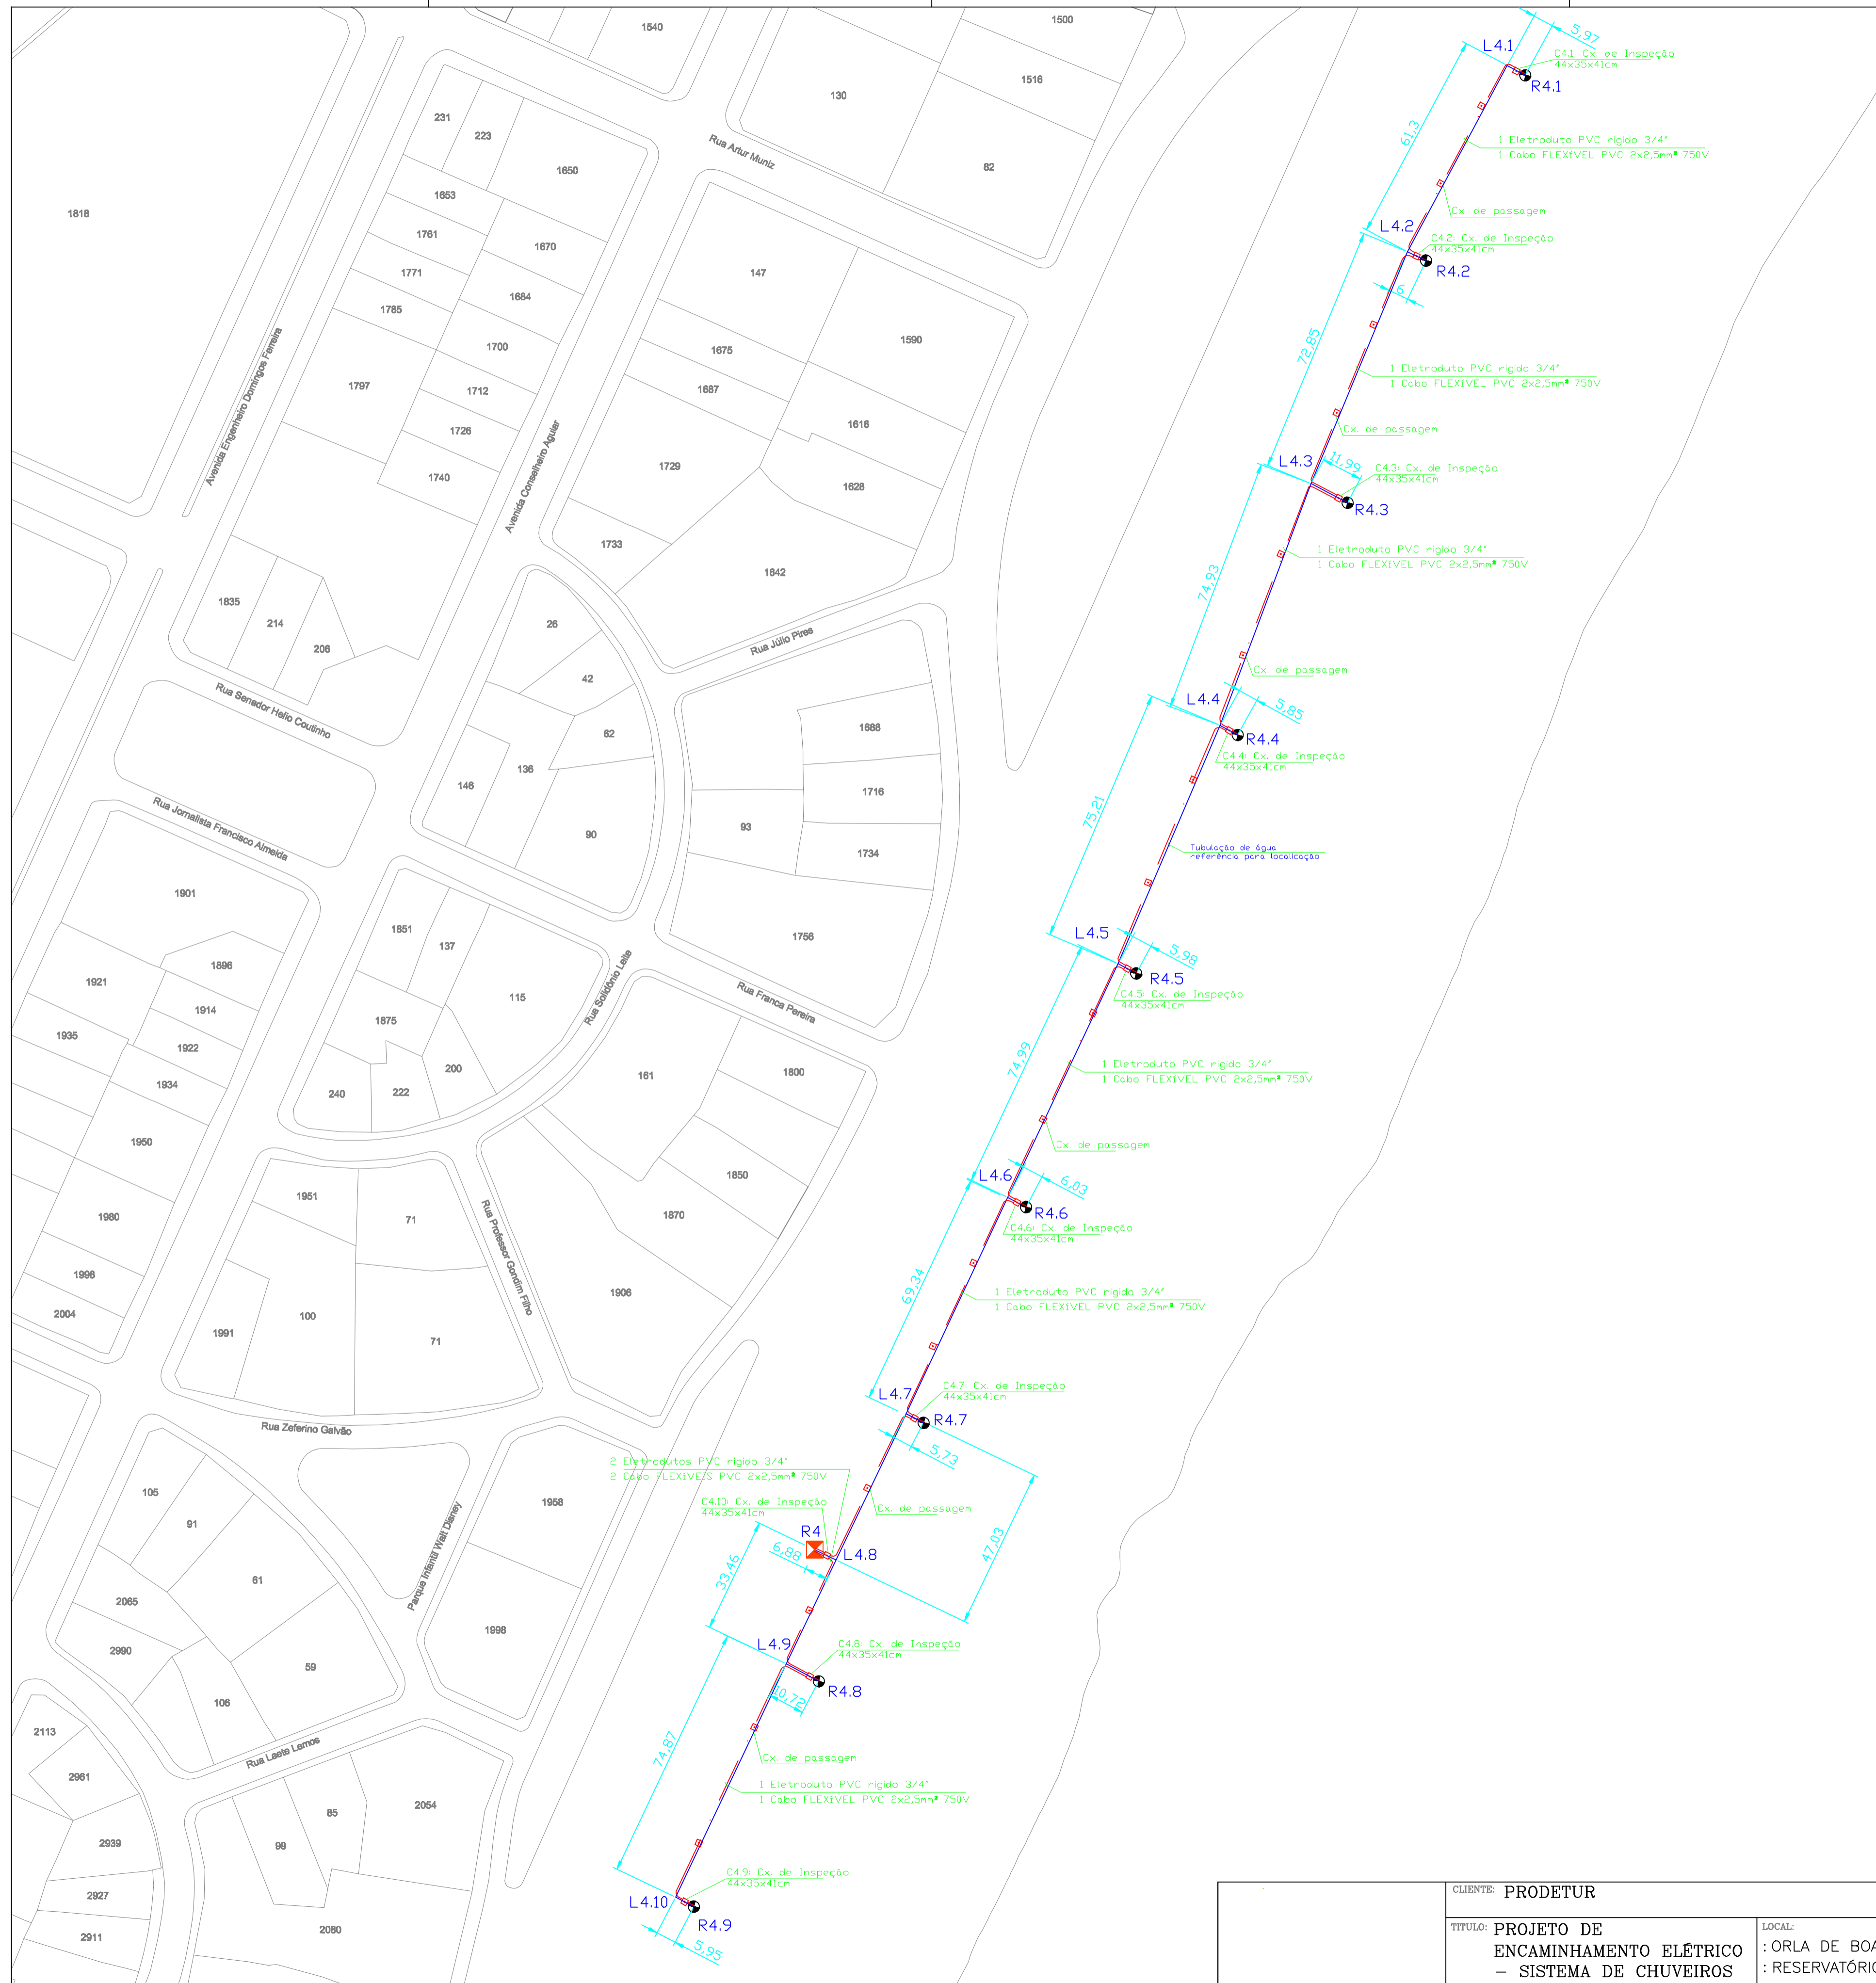 1540
1500
1516
130
82
231
223
1650
1653
1761
1670
1771
1684
1785
1700
1797
1712
1726
1740
1818
Rua Artur Muniz
147
1590
1675
1687
1616
1729
1628
1733
1642
Avenida Engenheiro Domingos Ferreira
Avenida Conselheiro Aguiar
1835
214
206
26
42
62
136
146
90
Rua Júlio Pires
Rua Senador Helio Coutinho
Rua Jornalista Francisco Almeida
1688
1716
93
1734
1756
1901
1896
1921
1914
1935
1922
1934
1950
1980
1998
2004
1851
137
115
1875
200
222
240
Rua Solidônio Leite
Rua Franca Pereira
161
1800
1850
1870
1906
Rua Professor Gondim Filho
1951
71
100
1991
71
Rua Zeferino Galvão
105
91
61
2065
2990
59
106
Parque Infantil Walt Disney
1958
1998
Rua Laete Lemos
2113
2961
2939
2927
2911
85
99
2054
2080
L4.1
5,97
C4.1: Cx. de Inspeção
44x35x41cm
R4.1
61,3
1 Eletroduto PVC rígido 3/4"
1 Cabo FLEXÍVEL PVC 2x2,5mm² 750V
Cx. de passagem
L4.2
C4.2: Cx. de Inspeção
44x35x41cm
R4.2
6
72,85
1 Eletroduto PVC rígido 3/4"
1 Cabo FLEXÍVEL PVC 2x2,5mm² 750V
Cx. de passagem
L4.3
11,99
C4.3: Cx. de Inspeção
44x35x41cm
R4.3
74,93
1 Eletroduto PVC rígido 3/4"
1 Cabo FLEXÍVEL PVC 2x2,5mm² 750V
Cx. de passagem
L4.4
5,85
R4.4
C4.4: Cx. de Inspeção
44x35x41cm
75,21
Tubulação de água
referência para localicação
L4.5
5,98
R4.5
C4.5: Cx. de Inspeção
44x35x41cm
74,99
1 Eletroduto PVC rígido 3/4"
1 Cabo FLEXÍVEL PVC 2x2,5mm² 750V
Cx. de passagem
L4.6
6,03
R4.6
C4.6: Cx. de Inspeção
44x35x41cm
69,34
1 Eletroduto PVC rígido 3/4"
1 Cabo FLEXÍVEL PVC 2x2,5mm² 750V
C4.7: Cx. de Inspeção
44x35x41cm
L4.7
R4.7
5,73
2 Eletrodutos PVC rígido 3/4"
2 Cabo FLEXÍVEIS PVC 2x2,5mm² 750V
C4.10: Cx. de Inspeção
44x35x41cm
Cx. de passagem
R4
6,88
L4.8
47,03
33,46
L4.9
C4.8: Cx. de Inspeção
44x35x41cm
R4.8
10,72
74,87
Cx. de passagem
1 Eletroduto PVC rígido 3/4"
1 Cabo FLEXÍVEL PVC 2x2,5mm² 750V
C4.9: Cx. de Inspeção
44x35x41cm
L4.10
R4.9
5,95
CLIENTE: PRODETUR
TITULO: PROJETO DE
ENCAMINHAMENTO ELÉTRICO
– SISTEMA DE CHUVEIROS
LOCAL:
: ORLA DE BOA
: RESERVATÓRIO